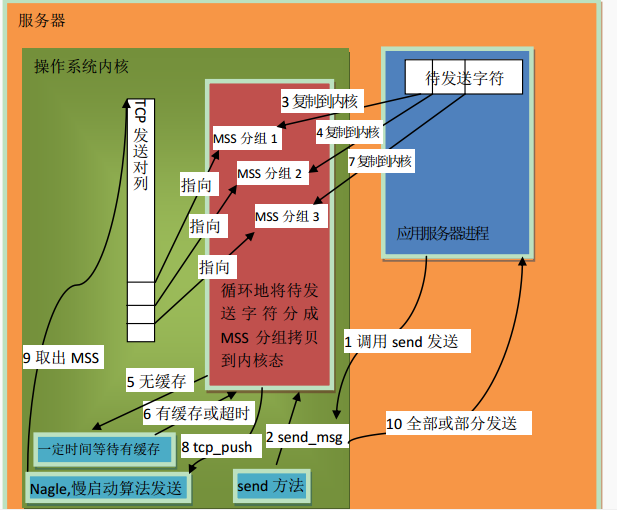 服务器
操作系统内核
TCP 发送对列
待发送字符
3 复制到内核
MSS 分组 1
4 复制到内核
MSS 分组 2
7 复制到内核
指向
MSS 分组 3
指向
应用服务器进程
指向
循环地将待发
送字符分成
MSS 分组拷贝
到内核态
1 调用 send 发送
9 取出 MSS
5 无缓存
6 有缓存或超时
10 全部或部分发送
2 send_msg
8 tcp_push
一定时间等待有缓存
Nagle,慢启动算法发送
send 方法